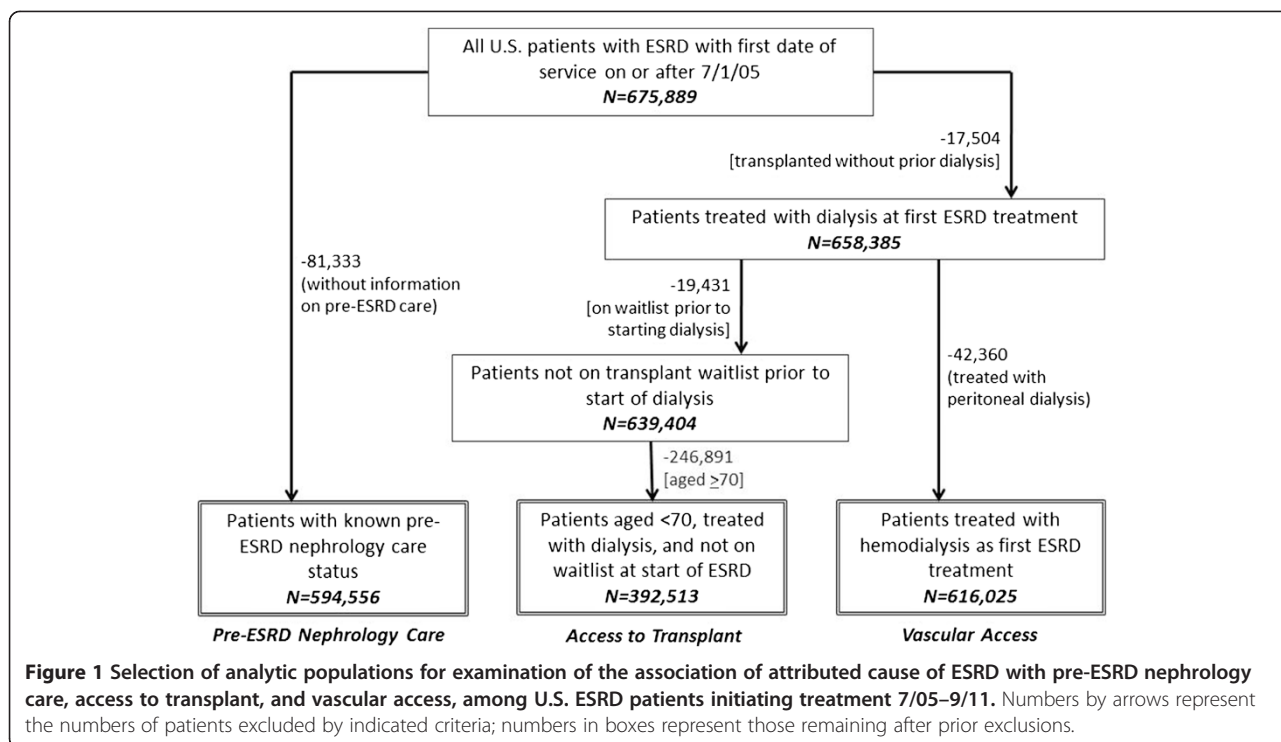 All U.S. patients with ESRD with first date of
service on or after 7/1/05
N=675,889
-17,504
[transplanted without prior dialysis]
Patients treated with dialysis at first ESRD treatment
N=658,385
-81,333
(without information
on pre-ESRD care)
-19,431
[on waitlist prior to
starting dialysis]
-42,360
(treated with
peritoneal dialysis)
Patients not on transplant waitlist prior to
start of dialysis
N=639,404
-246,891
[aged ≥70]
Patients with known pre-
ESRD nephrology care
status
N=594,556
Patients aged <70, treated
with dialysis, and not on
waitlist at start of ESRD
N=392,513
Patients treated with
hemodialysis as first ESRD
treatment
N=616,025
Pre-ESRD Nephrology Care
Access to Transplant
Vascular Access
Figure 1 Selection of analytic populations for examination of the association of attributed cause of ESRD with pre-ESRD nephrology
care, access to transplant, and vascular access, among U.S. ESRD patients initiating treatment 7/05–9/11. Numbers by arrows represent
the numbers of patients excluded by indicated criteria; numbers in boxes represent those remaining after prior exclusions.